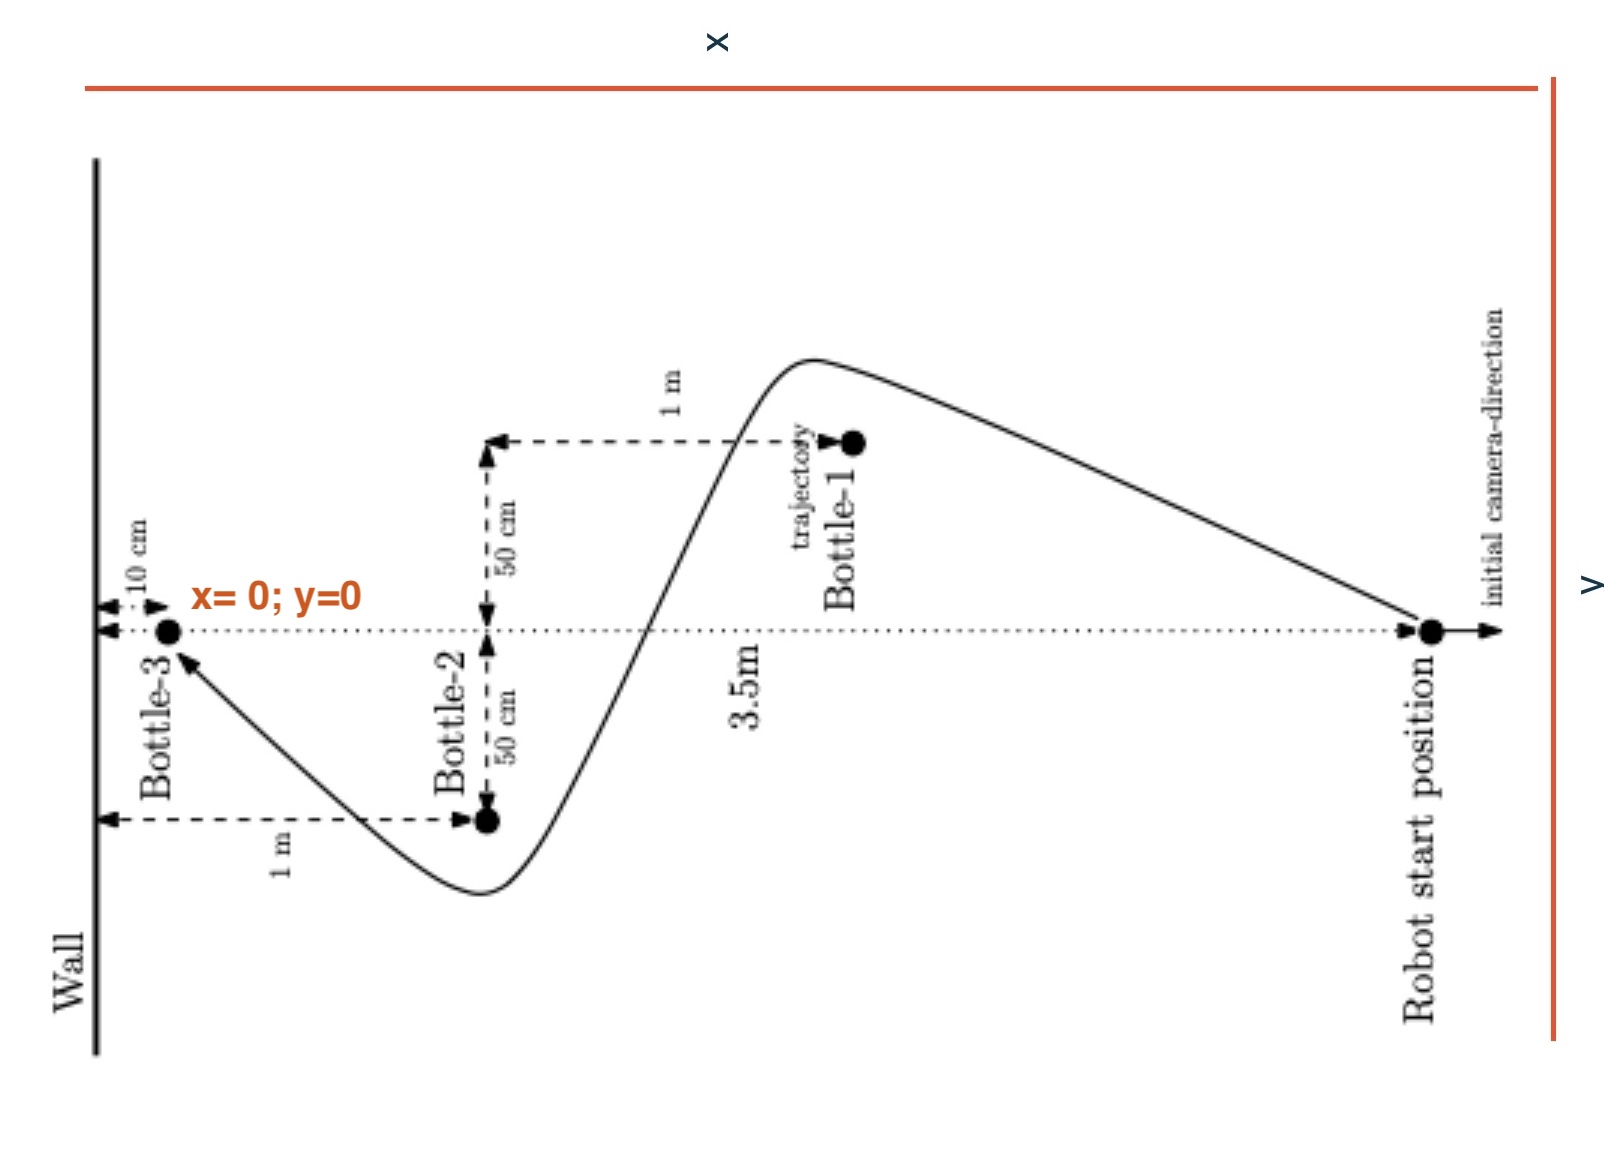 x
Wall
10 cm
x= 0; y=0
Bottle-3
1 m
Bottle-2
50 cm
50 cm
1 m
trajectory
Bottle-1
3.5m
Robot start position
initial camera-direction